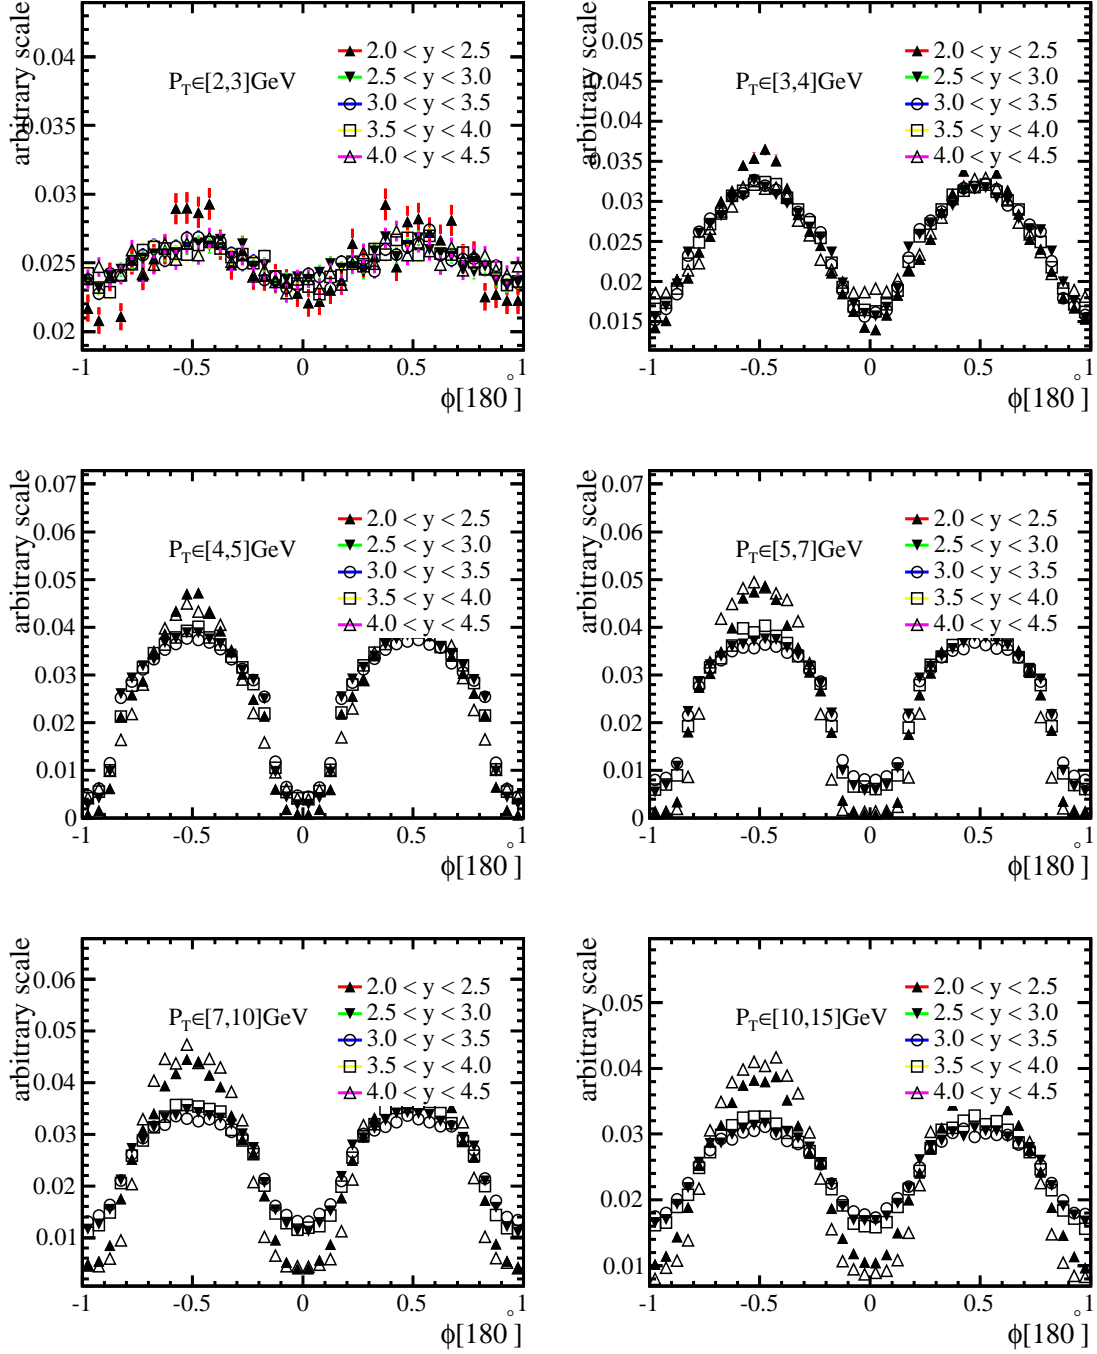 arbitrary scale
0.04
0.035
0.03
0.025
0.02
P_T∈[2,3]GeV
2.0 < y < 2.5
2.5 < y < 3.0
3.0 < y < 3.5
3.5 < y < 4.0
4.0 < y < 4.5
-1 -0.5 0 0.5 1
ϕ[180°]
arbitrary scale
0.05
0.045
0.04
0.035
0.03
0.025
0.02
0.015
P_T∈[3,4]GeV
2.0 < y < 2.5
2.5 < y < 3.0
3.0 < y < 3.5
3.5 < y < 4.0
4.0 < y < 4.5
-1 -0.5 0 0.5 1
ϕ[180°]
arbitrary scale
0.07
0.06
0.05
0.04
0.03
0.02
0.01
0
P_T∈[4,5]GeV
2.0 < y < 2.5
2.5 < y < 3.0
3.0 < y < 3.5
3.5 < y < 4.0
4.0 < y < 4.5
-1 -0.5 0 0.5 1
ϕ[180°]
arbitrary scale
0.07
0.06
0.05
0.04
0.03
0.02
0.01
0
P_T∈[5,7]GeV
2.0 < y < 2.5
2.5 < y < 3.0
3.0 < y < 3.5
3.5 < y < 4.0
4.0 < y < 4.5
-1 -0.5 0 0.5 1
ϕ[180°]
arbitrary scale
0.06
0.05
0.04
0.03
0.02
0.01
P_T∈[7,10]GeV
2.0 < y < 2.5
2.5 < y < 3.0
3.0 < y < 3.5
3.5 < y < 4.0
4.0 < y < 4.5
-1 -0.5 0 0.5 1
ϕ[180°]
arbitrary scale
0.05
0.04
0.03
0.02
0.01
P_T∈[10,15]GeV
2.0 < y < 2.5
2.5 < y < 3.0
3.0 < y < 3.5
3.5 < y < 4.0
4.0 < y < 4.5
-1 -0.5 0 0.5 1
ϕ[180°]